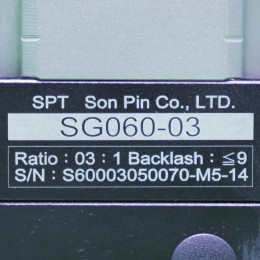 SPT Son Pin Co., LTD.
SG060-03
Ratio : 03 : 1 Backlash : ≦9
S/N : S60003050070-M5-14